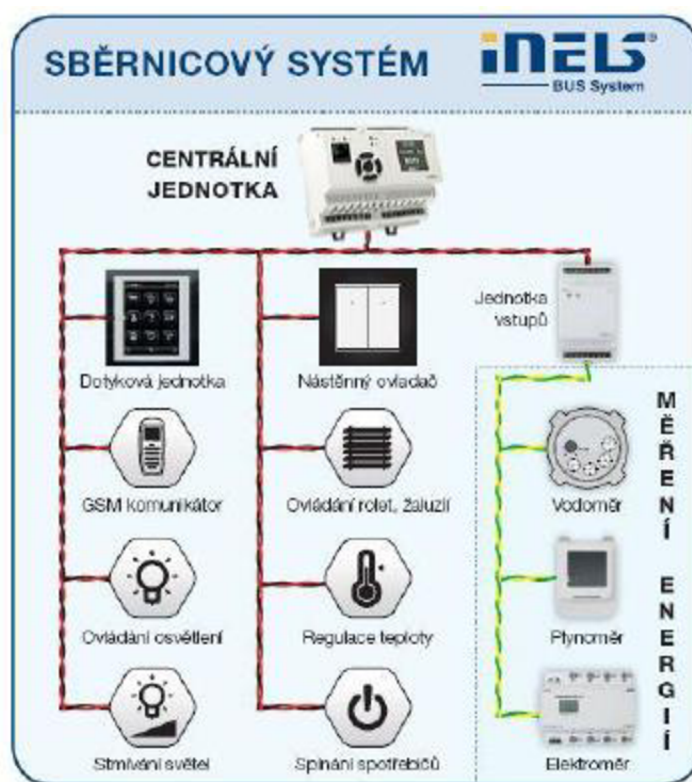 SBĚRNICOVÝ SYSTÉM
iNELS®
BUS System
CENTRÁLNÍ
JEDNOTKA
Jednotka
vstupů
Dotyková jednotka
Nástěnný ovladač
GSM komunikátor
Ovládání rolet, žaluzií
Vodoměr
Ovládání osvětlení
Regulace teploty
Plynoměr
Stmívání světel
Spínání spotřebičů
Elektroměr
MĚŘENÍ ENERGIÍ